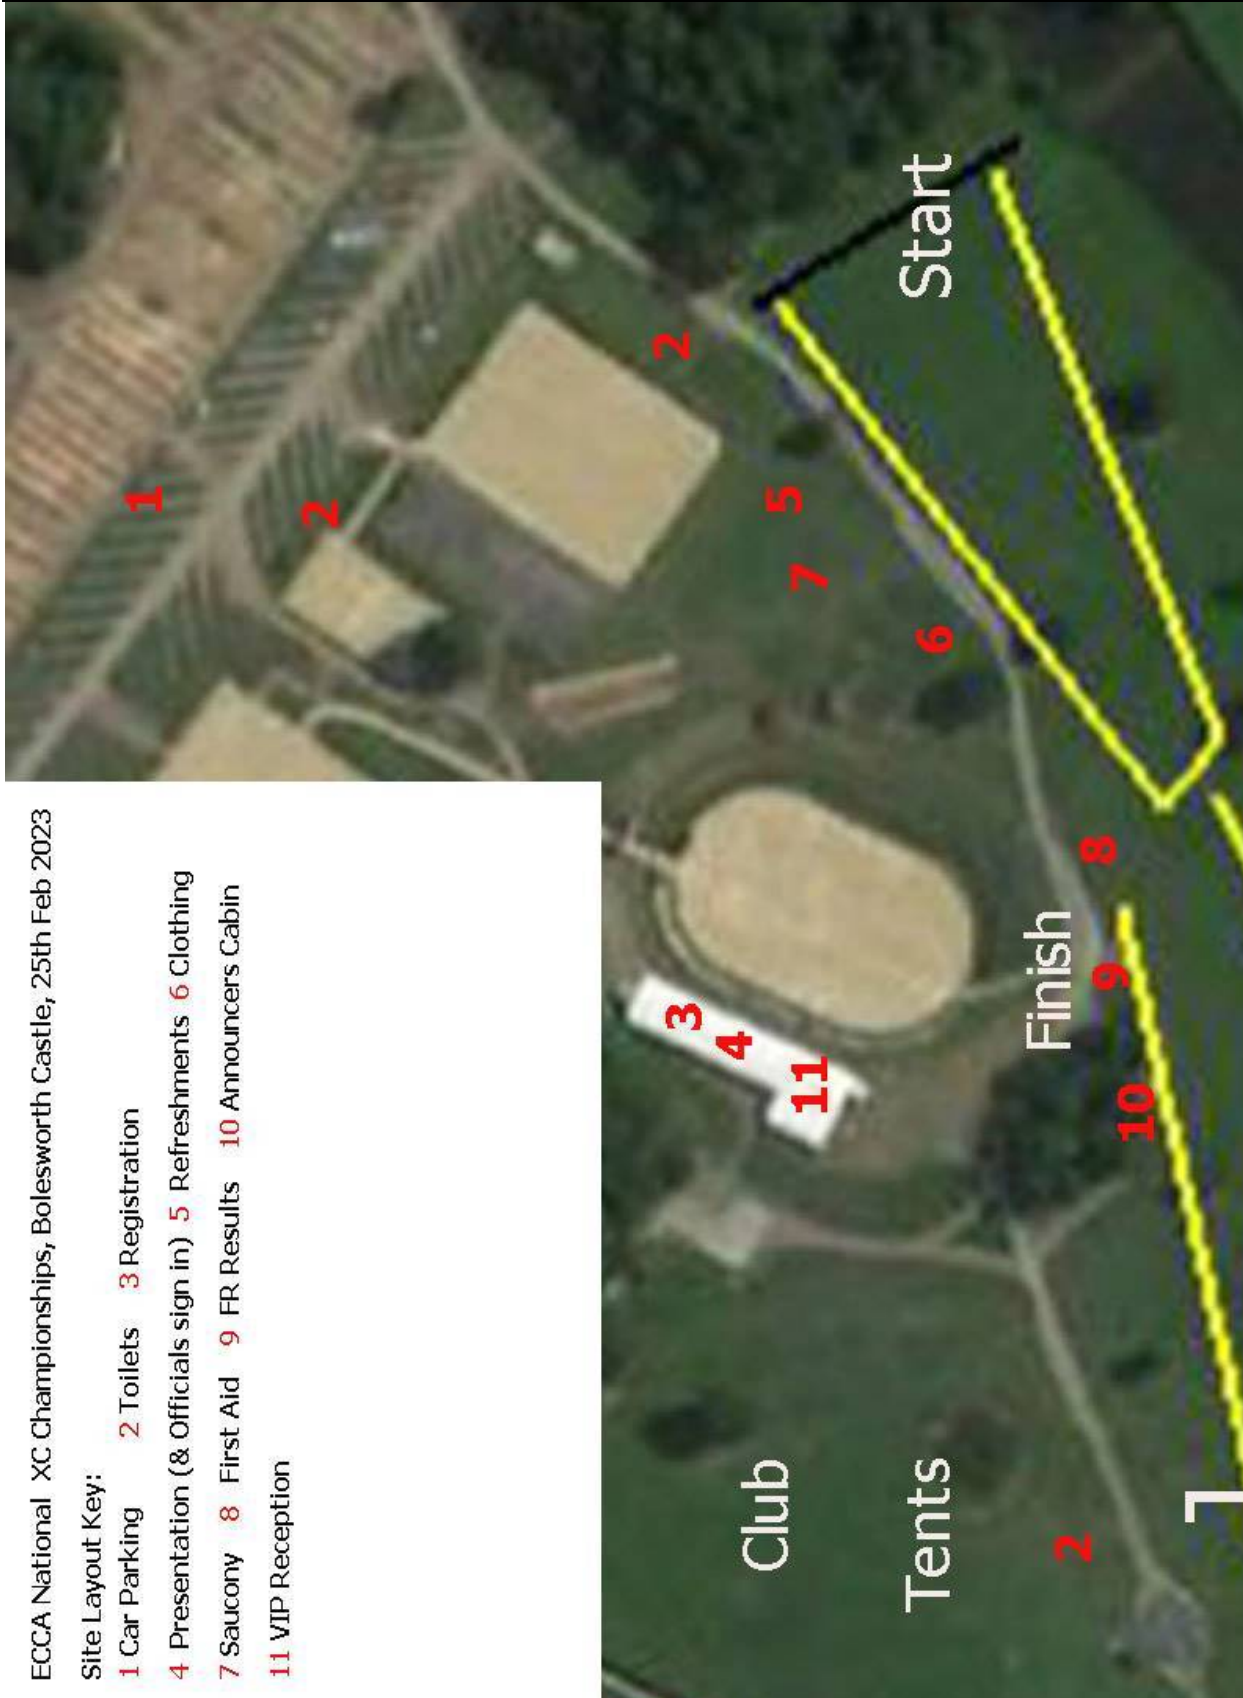 ECCA National XC Championships, Bolesworth Castle, 25th Feb 2023
Site Layout Key:
1 Car Parking 2 Toilets 3 Registration
4 Presentation (& Officials sign in) 5 Refreshments 6 Clothing
7 Saucony 8 First Aid 9 FR Results 10 Announcers Cabin
11 VIP Reception
1
2
2
5
7
6
3
4
11
8
9
10
2
Start
Finish
Club
Tents